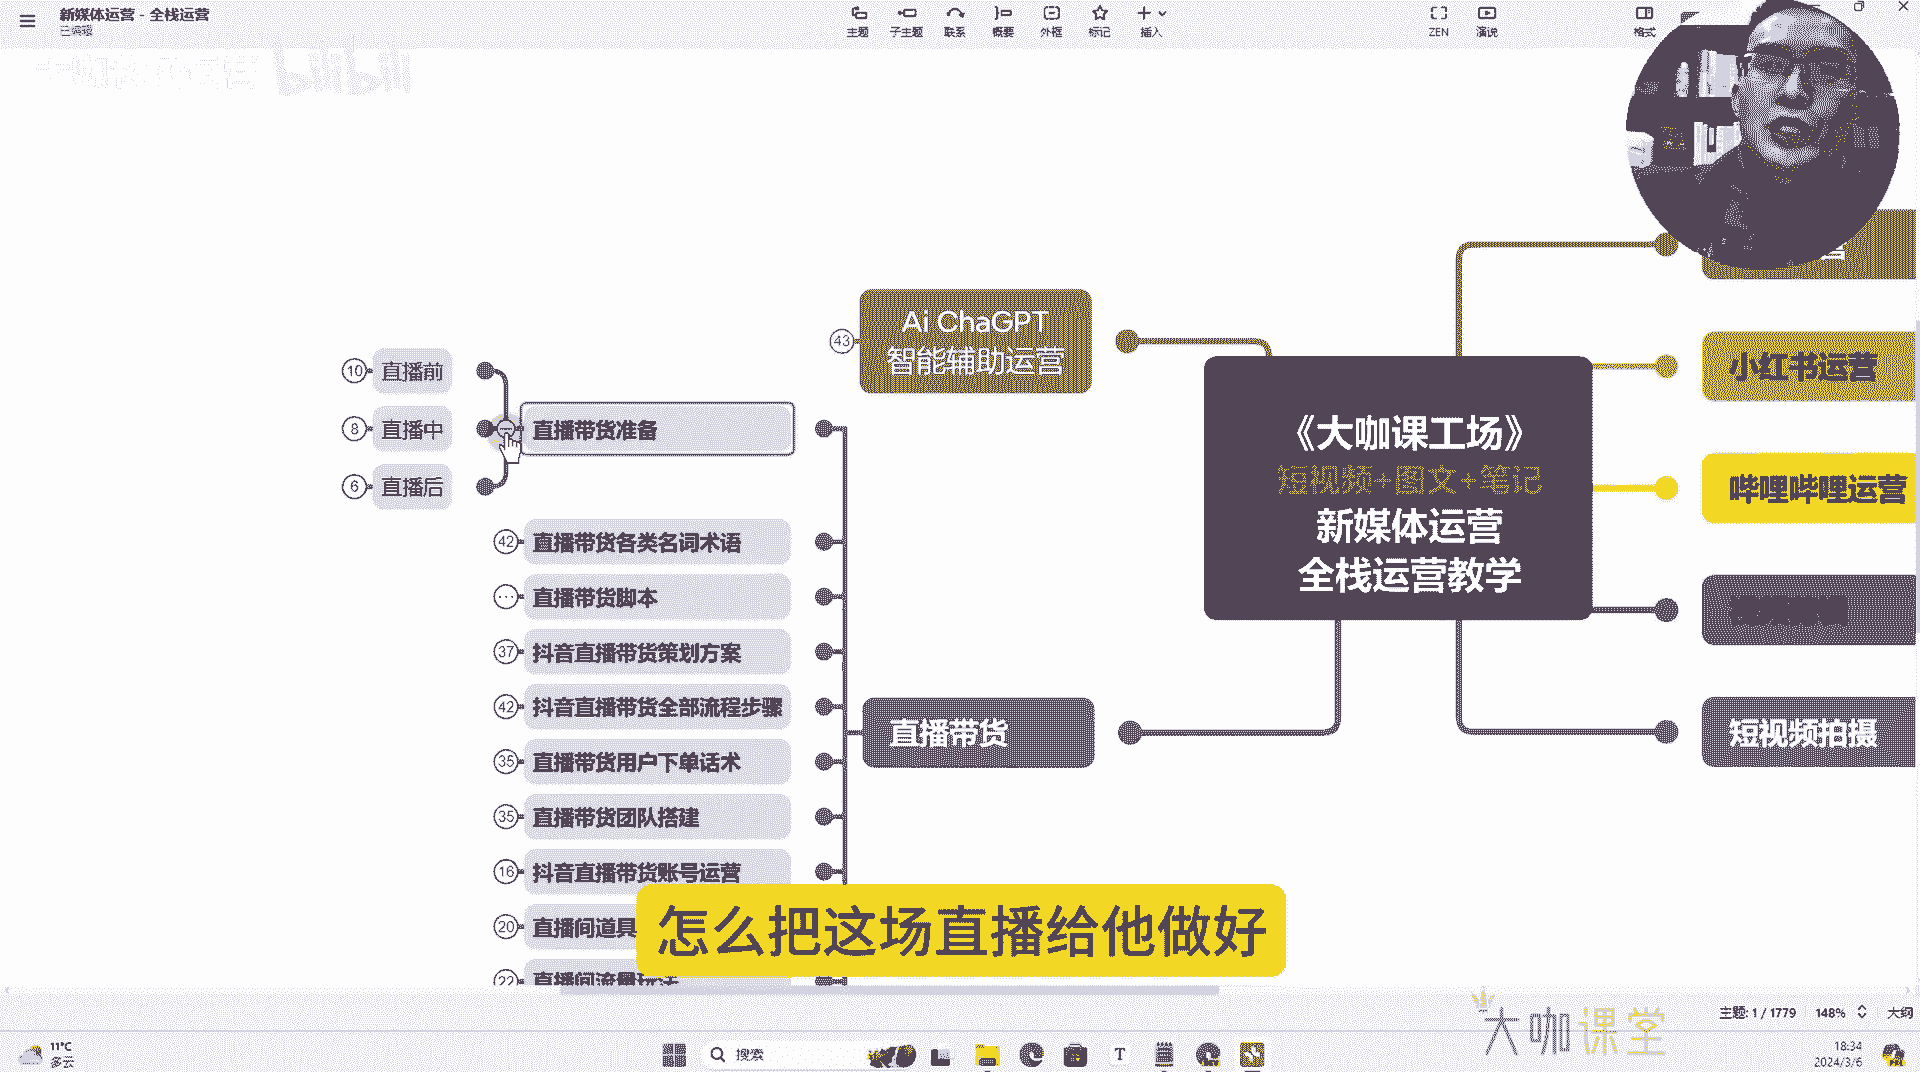 新媒体运营 - 全栈运营
已编辑
主题
子主题
联系
概要
外框
标记
插入
ZEN
演说
格式
bilibili
43
Ai ChaGPT
智能辅助运营
10
直播前
8
直播中
6
直播后
直播带货准备
42
直播带货各类名词术语
直播带货脚本
37
抖音直播带货策划方案
42
抖音直播带货全部流程步骤
35
直播带货用户下单话术
35
直播带货团队搭建
16
抖音直播带货账号运营
20
直播间道具
22
直播间流量玩法
直播带货
《大咖课工场》
短视频+图文+笔记
新媒体运营
全栈运营教学
小红书运营
哔哩哔哩运营
短视频拍摄
怎么把这场直播给他做好
大咖课堂
主题: 1 / 1779
148%
大纲
11°C
多云
搜索
18:34
2024/3/6